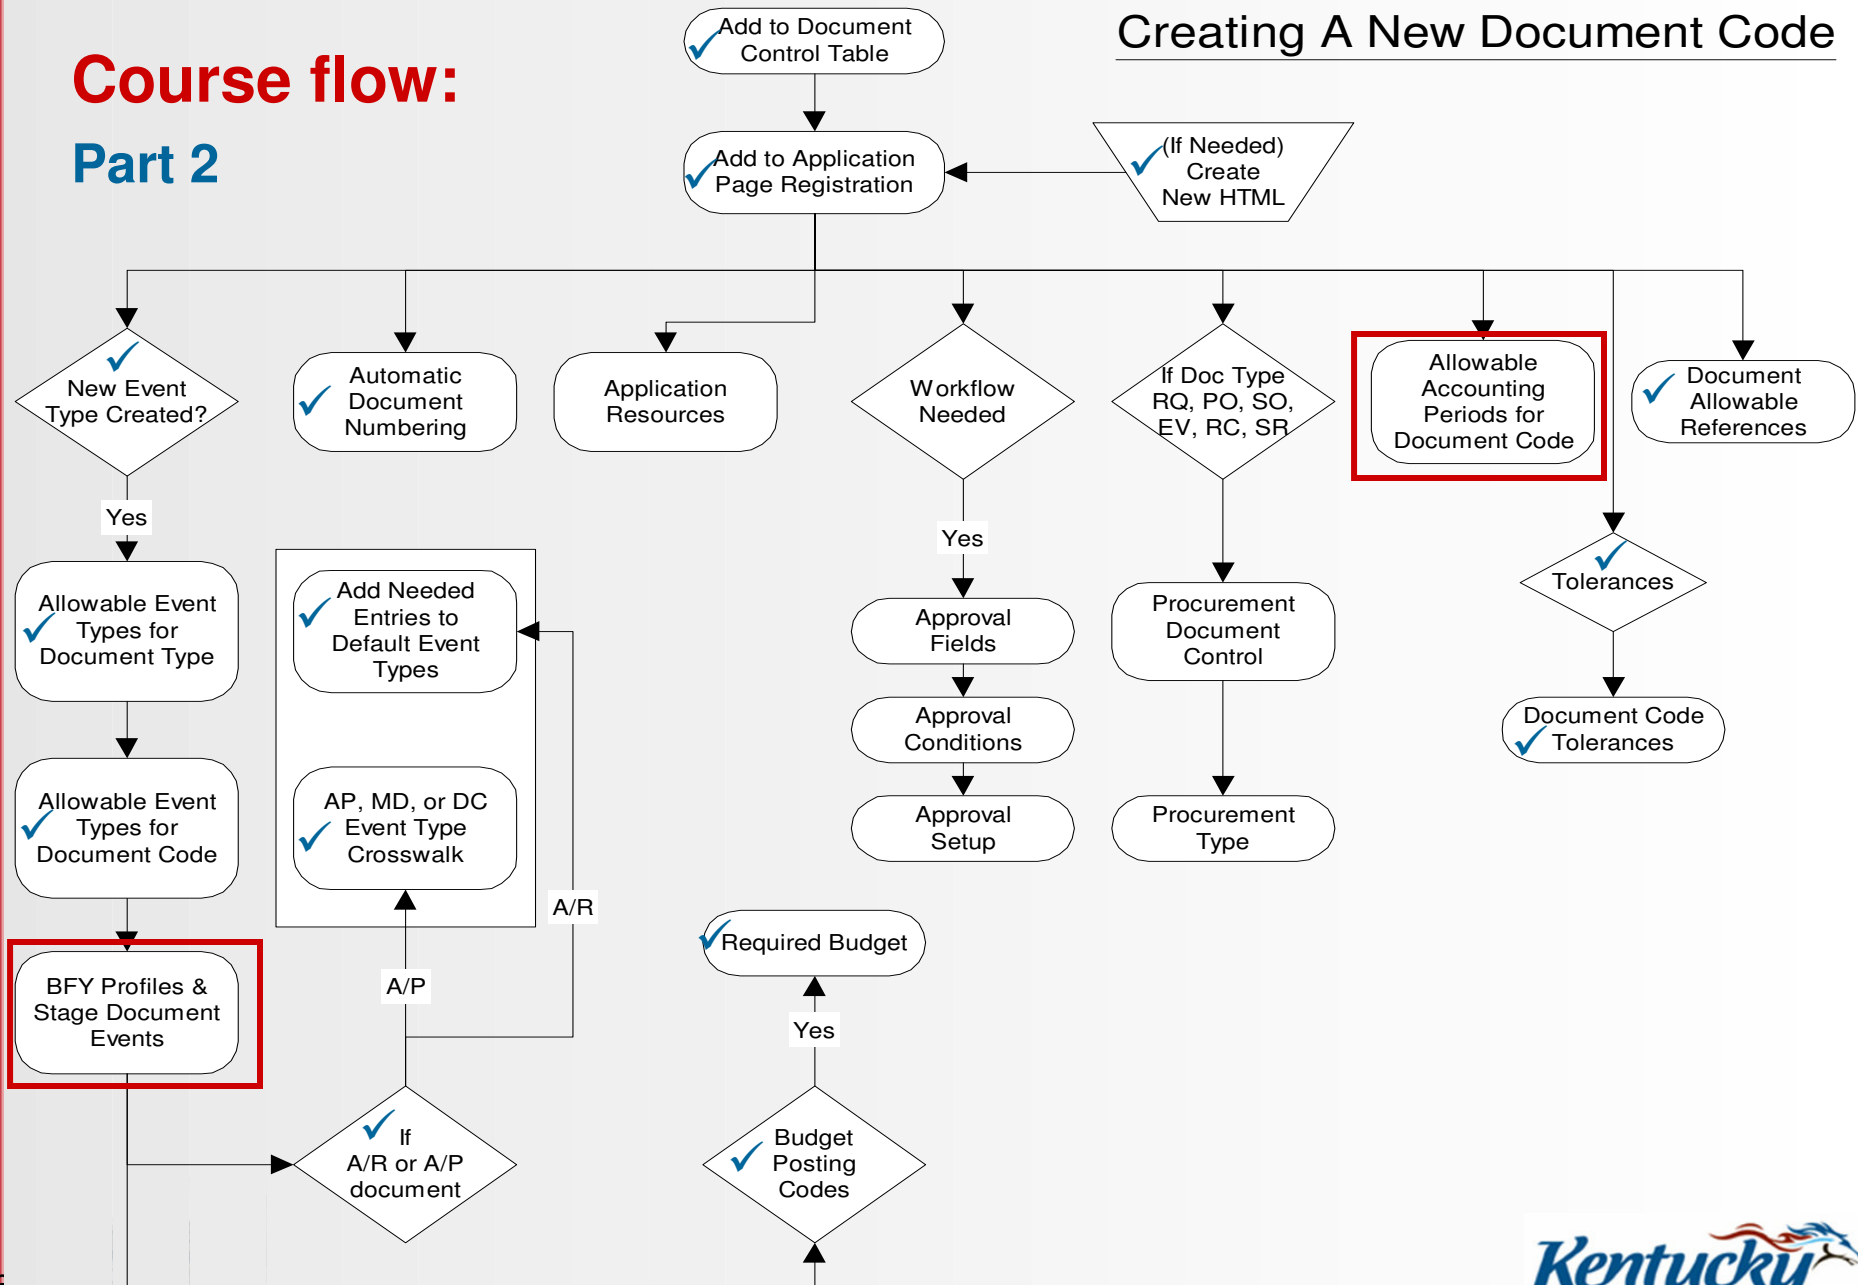 Creating A New Document Code
Course flow:
Part 2
Add to Document
Control Table
Add to Application
Page Registration
(If Needed)
Create
New HTML
New Event
Type Created?
Automatic
Document
Numbering
Application
Resources
Workflow
Needed
If Doc Type
RQ, PO, SO,
EV, RC, SR
Allowable
Accounting
Periods for
Document Code
Document
Allowable
References
Yes
Allowable Event
Types for
Document Type
Add Needed
Entries to
Default Event
Types
Yes
Approval
Fields
Procurement
Document
Control
Tolerances
Approval
Conditions
Document Code
Tolerances
Allowable Event
Types for
Document Code
AP, MD, or DC
Event Type
Crosswalk
Approval
Setup
Procurement
Type
A/R
Required Budget
BFY Profiles &
Stage Document
Events
A/P
Yes
If
A/R or A/P
document
Budget
Posting
Codes
Kentucky